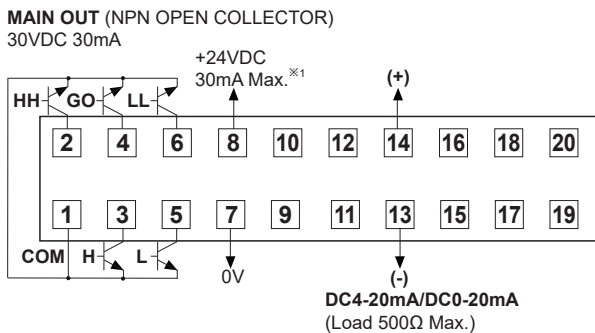 MAIN OUT (NPN OPEN COLLECTOR)
30VDC 30mA
+24VDC
30mA Max.※1
(+)
HH GO LL
2 4 6 8 10 12 14 16 18 20
1 3 5 7 9 11 13 15 17 19
COM H L
0V
(-)
DC4-20mA/DC0-20mA
(Load 500Ω Max.)